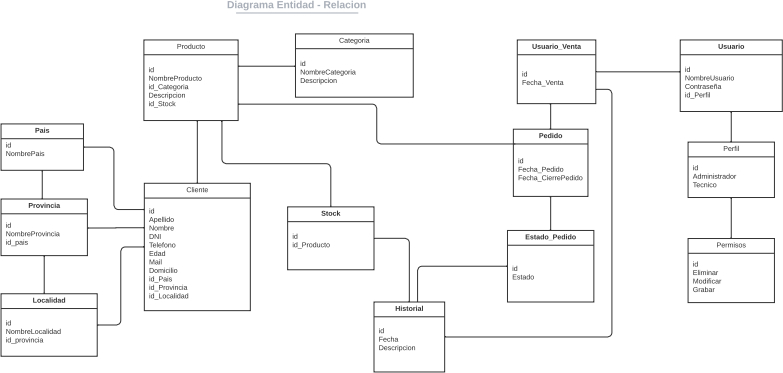 Diagrama Entidad - Relacion
Producto
id
NombreProducto
id_Categoria
Descripcion
id_Stock
Categoria
id
NombreCategoria
Descripcion
Usuario_Venta
id
Fecha_Venta
Usuario
id
NombreUsuario
Contraseña
id_Perfil
Pais
id
NombrePais
Pedido
id
Fecha_Pedido
Fecha_CierrePedido
Perfil
id
Administrador
Tecnico
Cliente
id
Apellido
Nombre
DNI
Telefono
Edad
Mail
Domicilio
id_Pais
id_Provincia
id_Localidad
Provincia
id
NombreProvincia
id_pais
Stock
id
id_Producto
Estado_Pedido
id
Estado
Permisos
id
Eliminar
Modificar
Grabar
Localidad
id
NombreLocalidad
id_provincia
Historial
id
Fecha
Descripcion